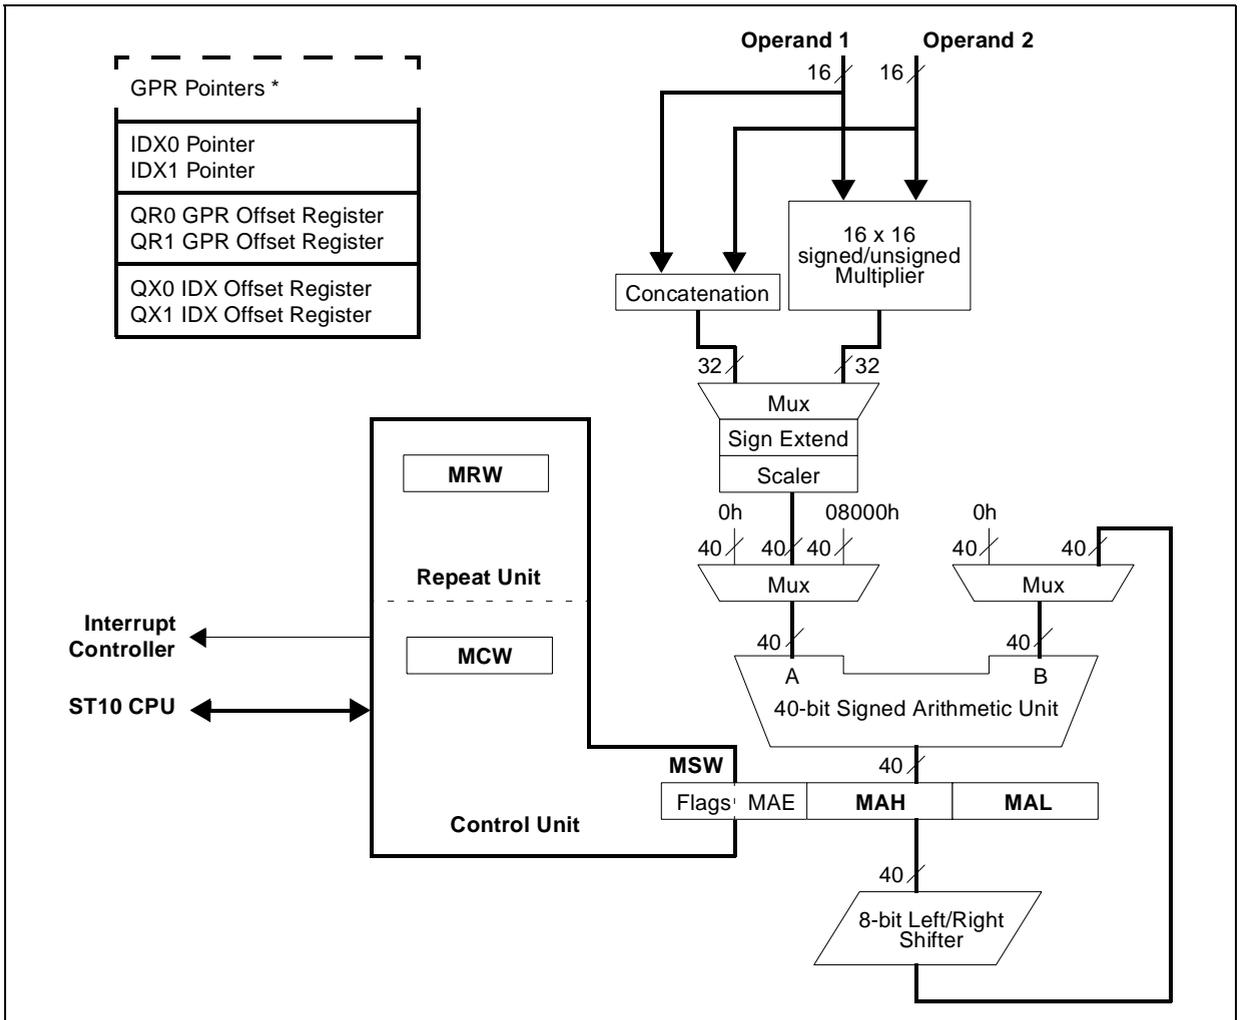 Operand 1
Operand 2
16
16
GPR Pointers *
IDX0 Pointer
IDX1 Pointer
QR0 GPR Offset Register
QR1 GPR Offset Register
QX0 IDX Offset Register
QX1 IDX Offset Register
16 x 16
signed/unsigned
Multiplier
Concatenation
32
32
Mux
Sign Extend
Scaler
MRW
0h
08000h
0h
40
40
40
40
40
Mux
Mux
Repeat Unit
Interrupt
Controller
MCW
40
40
A
B
40-bit Signed Arithmetic Unit
ST10 CPU
MSW
40
Flags
MAE
MAH
MAL
Control Unit
40
8-bit Left/Right
Shifter